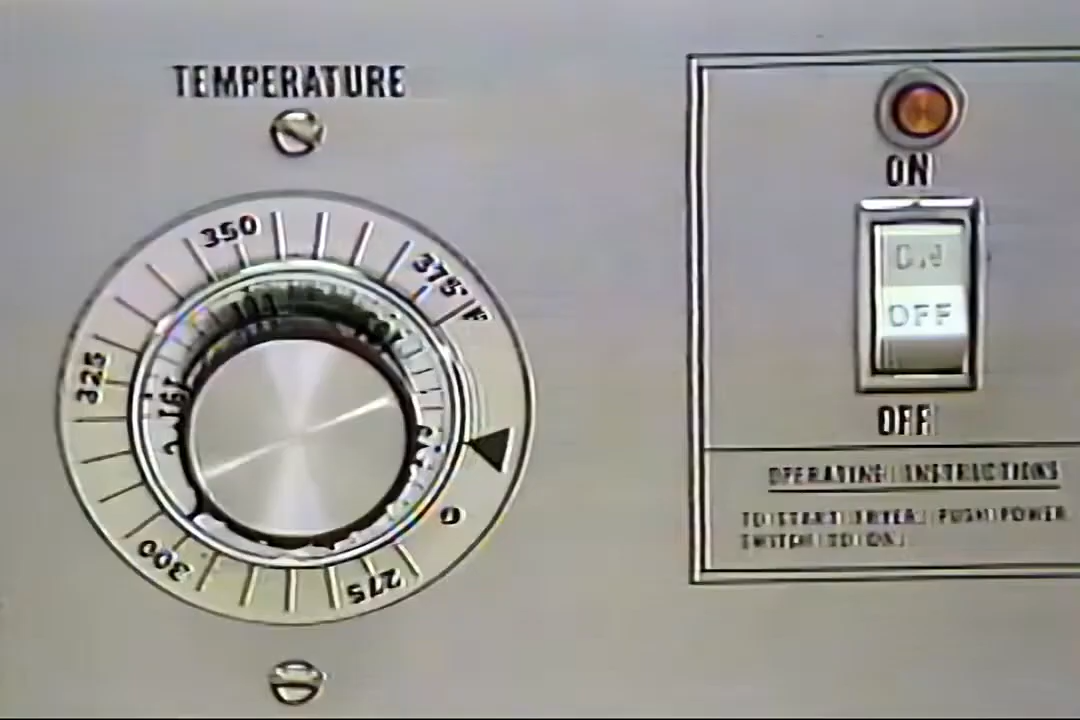 TEMPERATURE
350
375°F
325
300
275
0
ON
ON
OFF
OFF
OPERATING INSTRUCTIONS
TO START FRYER, PUSH POWER
SWITCH TO ON.